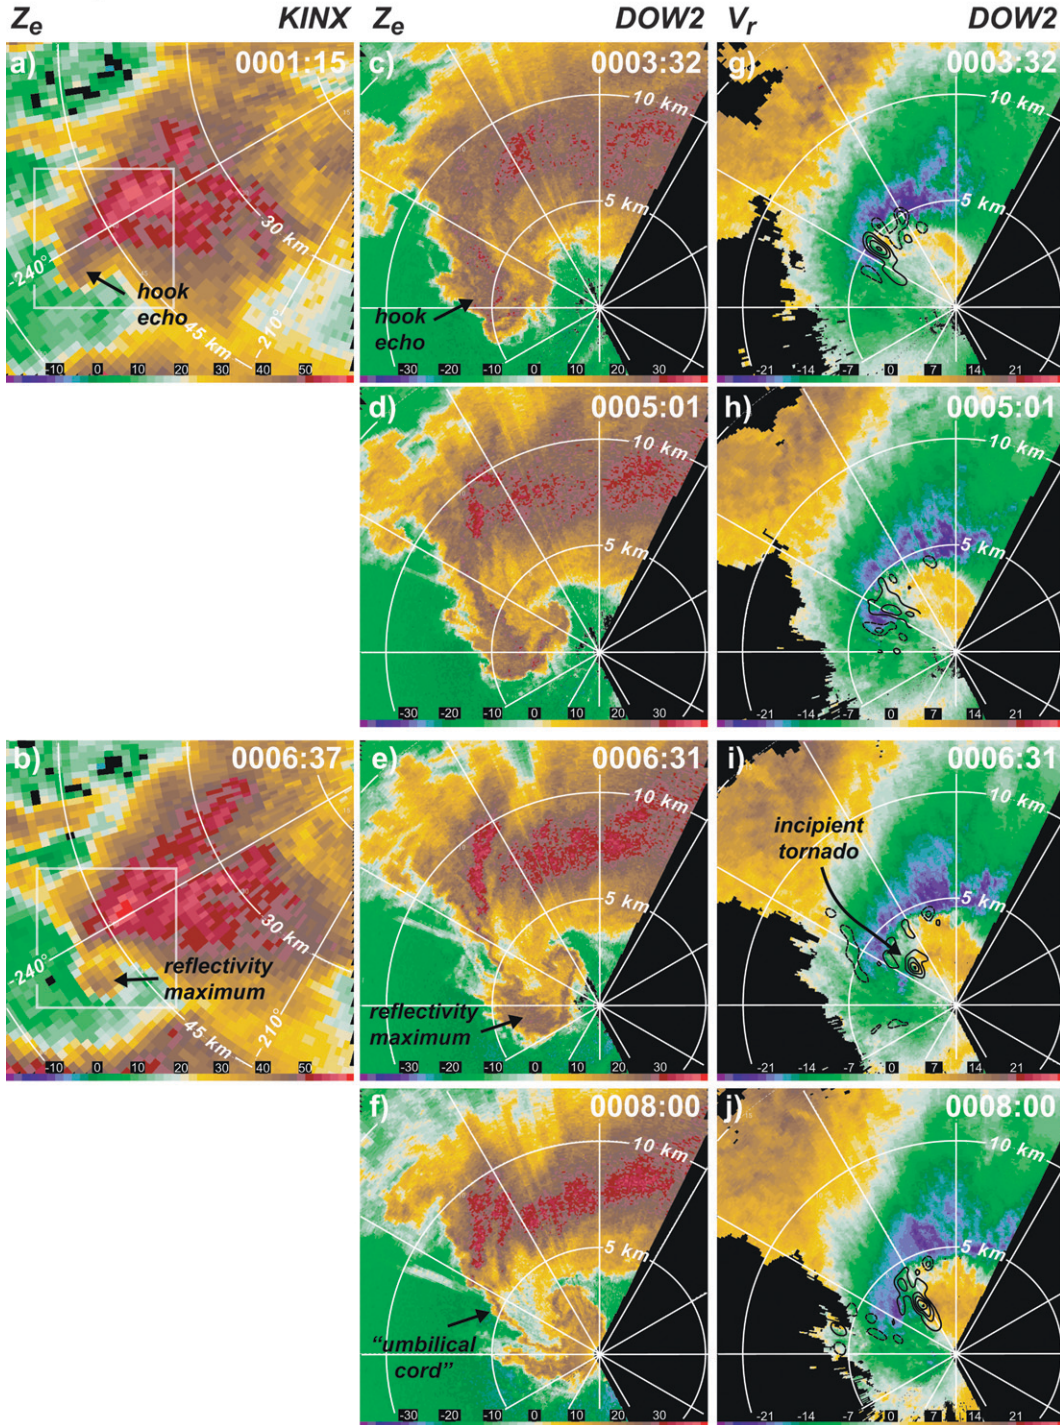 Ze KINX Ze DOW2 Vr DOW2
a) 0001:15
30 km
240°
hook
echo
45 km
210°
-10 0 10 20 30 40 50
c) 0003:32
10 km
5 km
hook
echo
-30 -20 -10 0 10 20 30
g) 0003:32
10 km
5 km
-21 -14 -7 0 7 14 21
d) 0005:01
10 km
5 km
-30 -20 -10 0 10 20 30
h) 0005:01
10 km
5 km
-21 -14 -7 0 7 14 21
b) 0006:37
30 km
240°
reflectivity
maximum
45 km
210°
-10 0 10 20 30 40 50
e) 0006:31
10 km
5 km
reflectivity
maximum
-30 -20 -10 0 10 20 30
i) 0006:31
10 km
incipient
tornado
5 km
-21 -14 -7 0 7 14 21
f) 0008:00
10 km
5 km
"umbilical
cord"
-30 -20 -10 0 10 20 30
j) 0008:00
10 km
5 km
-21 -14 -7 0 7 14 21